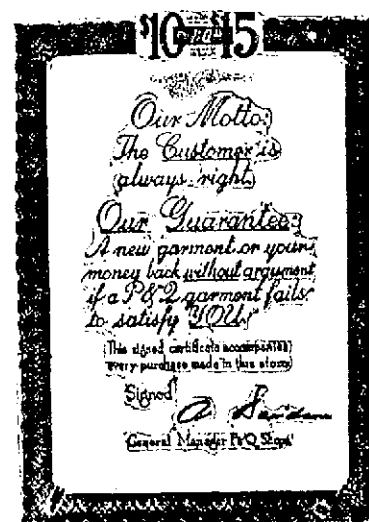 $10 $15
Our Motto:
The Customer is
always right
Our Guarantee:
A new garment or your
money back without argument
if a P&Q garment fails
to satisfy YOU.
This signed certificate accompanies
every purchase made in this store
Signed
General Manager P&Q Shops